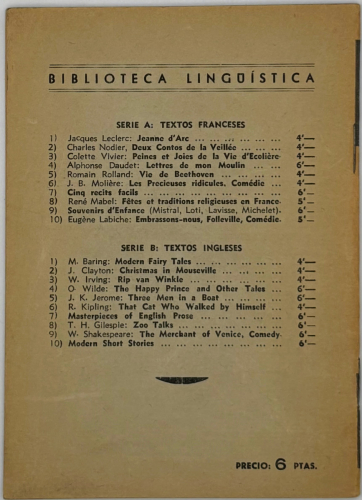 BIBLIOTECA LINGÜÍSTICA
SERIE A: TEXTOS FRANCESES
1) Jacques Leclerc: Jeanne d'Arc ... ... ... ... ... 4'—
2) Charles Nodier, Deux Contos de la Veillée ... ... 4'—
3) Colette Vivier: Peines et Joies de la Vie d'Ecolière· 4'—
4) Alphonse Daudet: Lettres de mon Moulin ... ... 6'—
5) Romain Rolland: Vie de Beethoven ... ... ... ... 4'—
6) J. B. Molière: Les Precieuses ridicules, Comédie ... 4'—
7) Cinq recits facils ... ... ... ... ... ... ... ... 6'—
8) René Mabel: Fêtes et traditions religieuses en France. 5'—
9) Souvenirs d'Enfance (Mistral, Loti, Lavisse, Michelet). 6'—
10) Eugène Labiche: Embrassons-nous, Folleville, Comédie. 5'—
SERIE B: TEXTOS INGLESES
1) M. Baring: Modern Fairy Tales ... ... ... ... ... 4'—
2) J. Clayton: Christmas in Mouseville ... ... ... ... 4'—
3) W. Irving: Rip van Winkle ... ... ... ... ... ... 4'—
4) O Wilde: The Happy Prince and Other Tales ... 6'—
5) J. K. Jerome: Three Men in a Boat ... ... ... ... 6'—
6) R. Kipling: That Cat Who Walked by Himself ... 4'—
7) Masterpieces of English Prose ... ... ... ... ... 6'—
8) T. H. Gilespie: Zoo Talks ... ... ... ... ... ... 6'—
9) W. Shakespeare: The Merchant of Venice, Comedy. 6'—
10) Modern Short Stories ... ... ... ... ... ... ... 6'—
PRECIO: 6 PTAS.